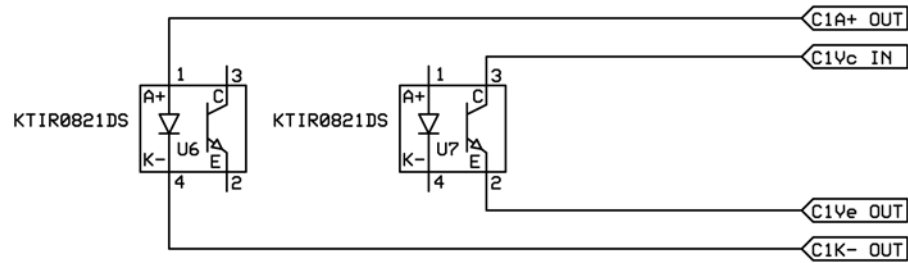 C1A+ OUT
C1Vc IN
1 3 1 3
A+ C A+ C
KTIR0821DS KTIR0821DS
U6 U7
K- E K- E
4 2 4 2
C1Ve OUT
C1K- OUT